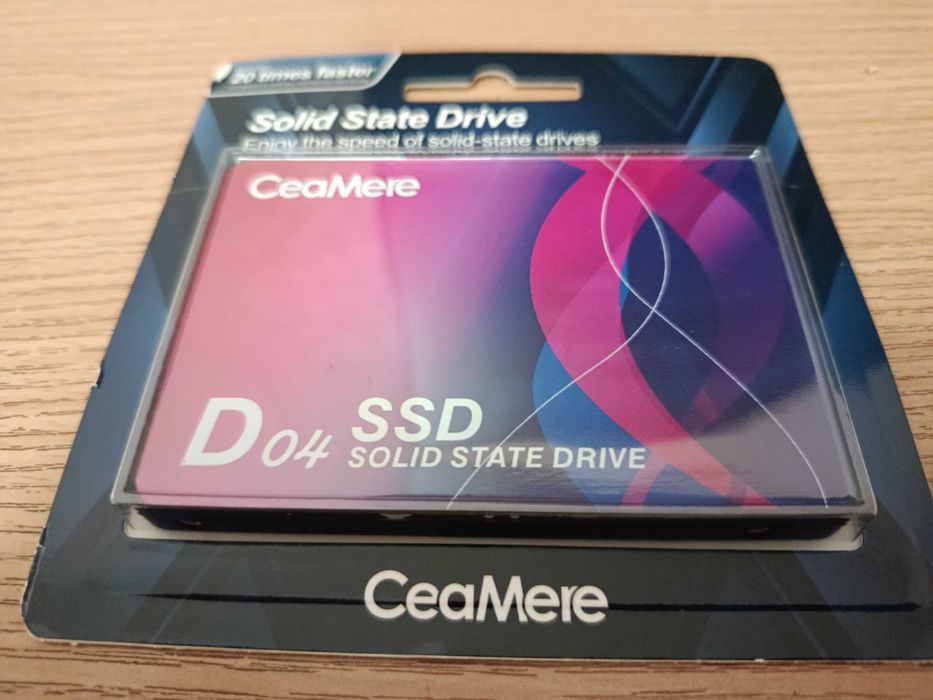 20 times faster
Solid State Drive
Enjoy the speed of solid-state drives
CeaMere
D04
SSD
SOLID STATE DRIVE
CeaMere